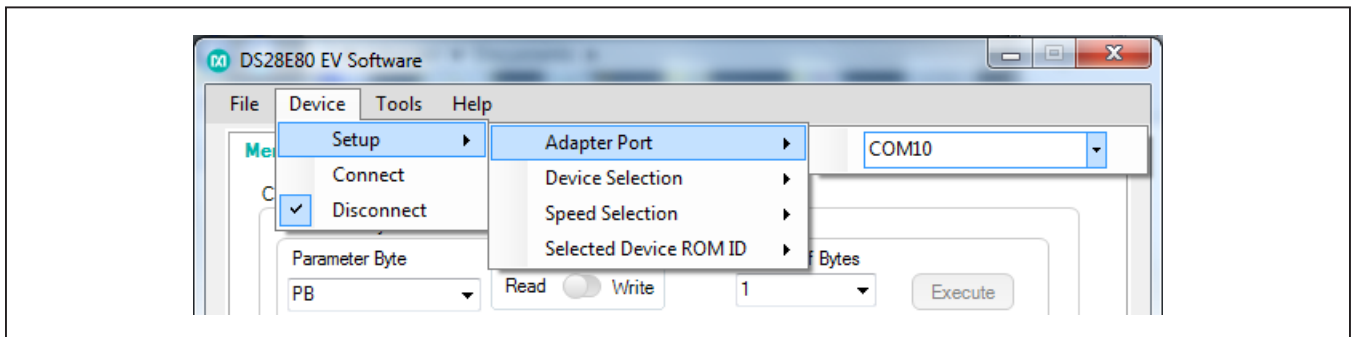 DS28E80 EV Software
File Device Tools Help
Setup Adapter Port COM10
Connect Device Selection
Disconnect Speed Selection
Selected Device ROM ID
Parameter Byte Bytes
PB Read Write 1 Execute